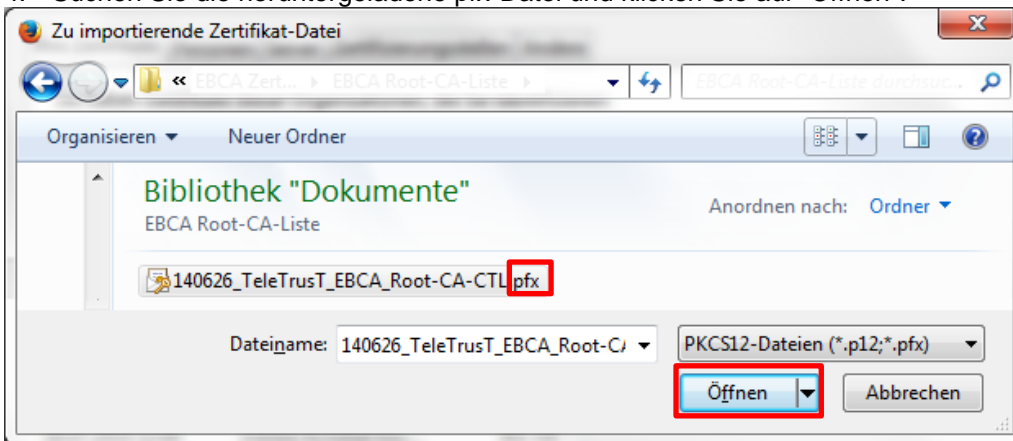 Suchen Sie die heruntergeladene pfx-Datei und klicken Sie auf "Öffnen".
Zu importierende Zertifikat-Datei
« EBCA Zert... ▸ EBCA Root-CA-Liste ▸
EBCA Root-CA-Liste durchsuc...
Organisieren ▼ Neuer Ordner
Bibliothek "Dokumente"
EBCA Root-CA-Liste
Anordnen nach: Ordner ▼
140626_TeleTrusT_EBCA_Root-CA-CTL.pfx
Dateiname: 140626_TeleTrusT_EBCA_Root-CA
PKCS12-Dateien (*.p12;*.pfx)
Öffnen
Abbrechen